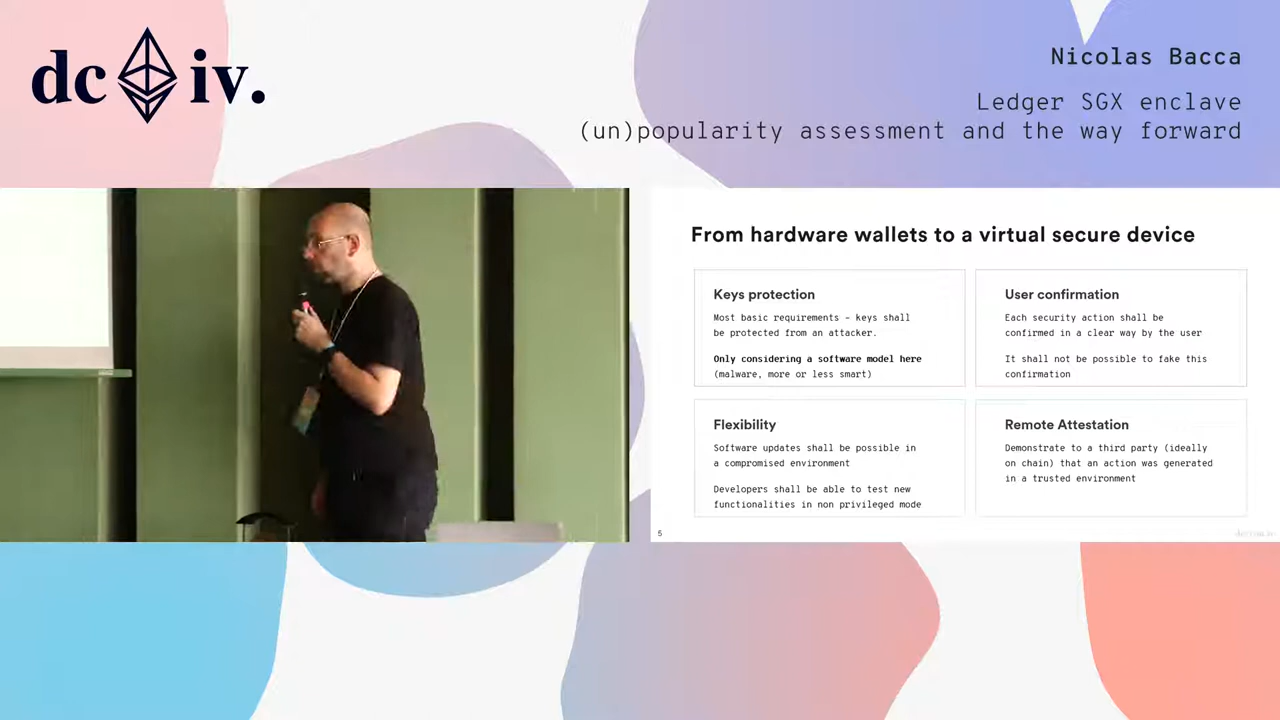 dc iv.
Nicolas Bacca
Ledger SGX enclave
(un)popularity assessment and the way forward
From hardware wallets to a virtual secure device
Keys protection
Most basic requirements – keys shall
be protected from an attacker.
Only considering a software model here
(malware, more or less smart)
User confirmation
Each security action shall be
confirmed in a clear way by the user
It shall not be possible to fake this
confirmation
Flexibility
Software updates shall be possible in
a compromised environment
Developers shall be able to test new
functionalities in non privileged mode
Remote Attestation
Demonstrate to a third party (ideally
on chain) that an action was generated
in a trusted environment
5